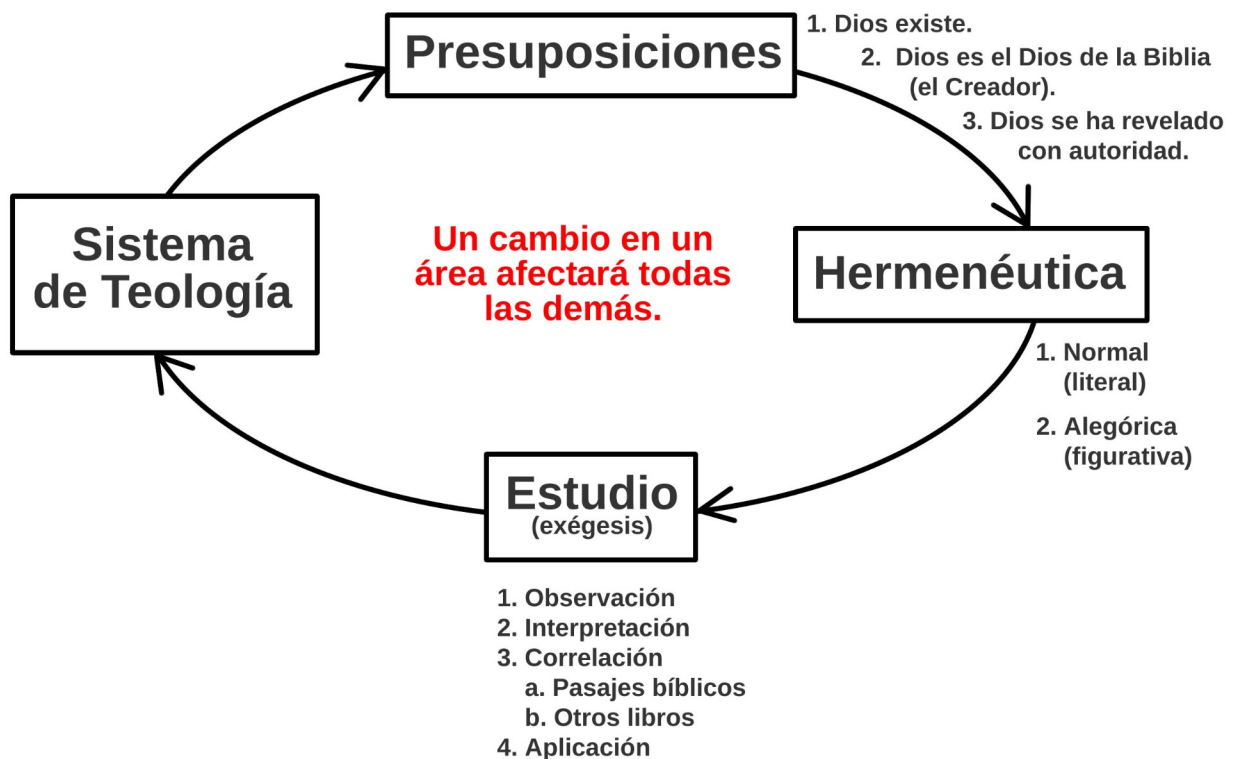 Presuposiciones
1. Dios existe.
2. Dios es el Dios de la Biblia
(el Creador).
3. Dios se ha revelado
con autoridad.
Hermenéutica
1. Normal
(literal)
2. Alegórica
(figurativa)
Estudio
(exégesis)
1. Observación
2. Interpretación
3. Correlación
a. Pasajes bíblicos
b. Otros libros
4. Aplicación
Sistema
de Teología
Un cambio en un
área afectará todas
las demás.